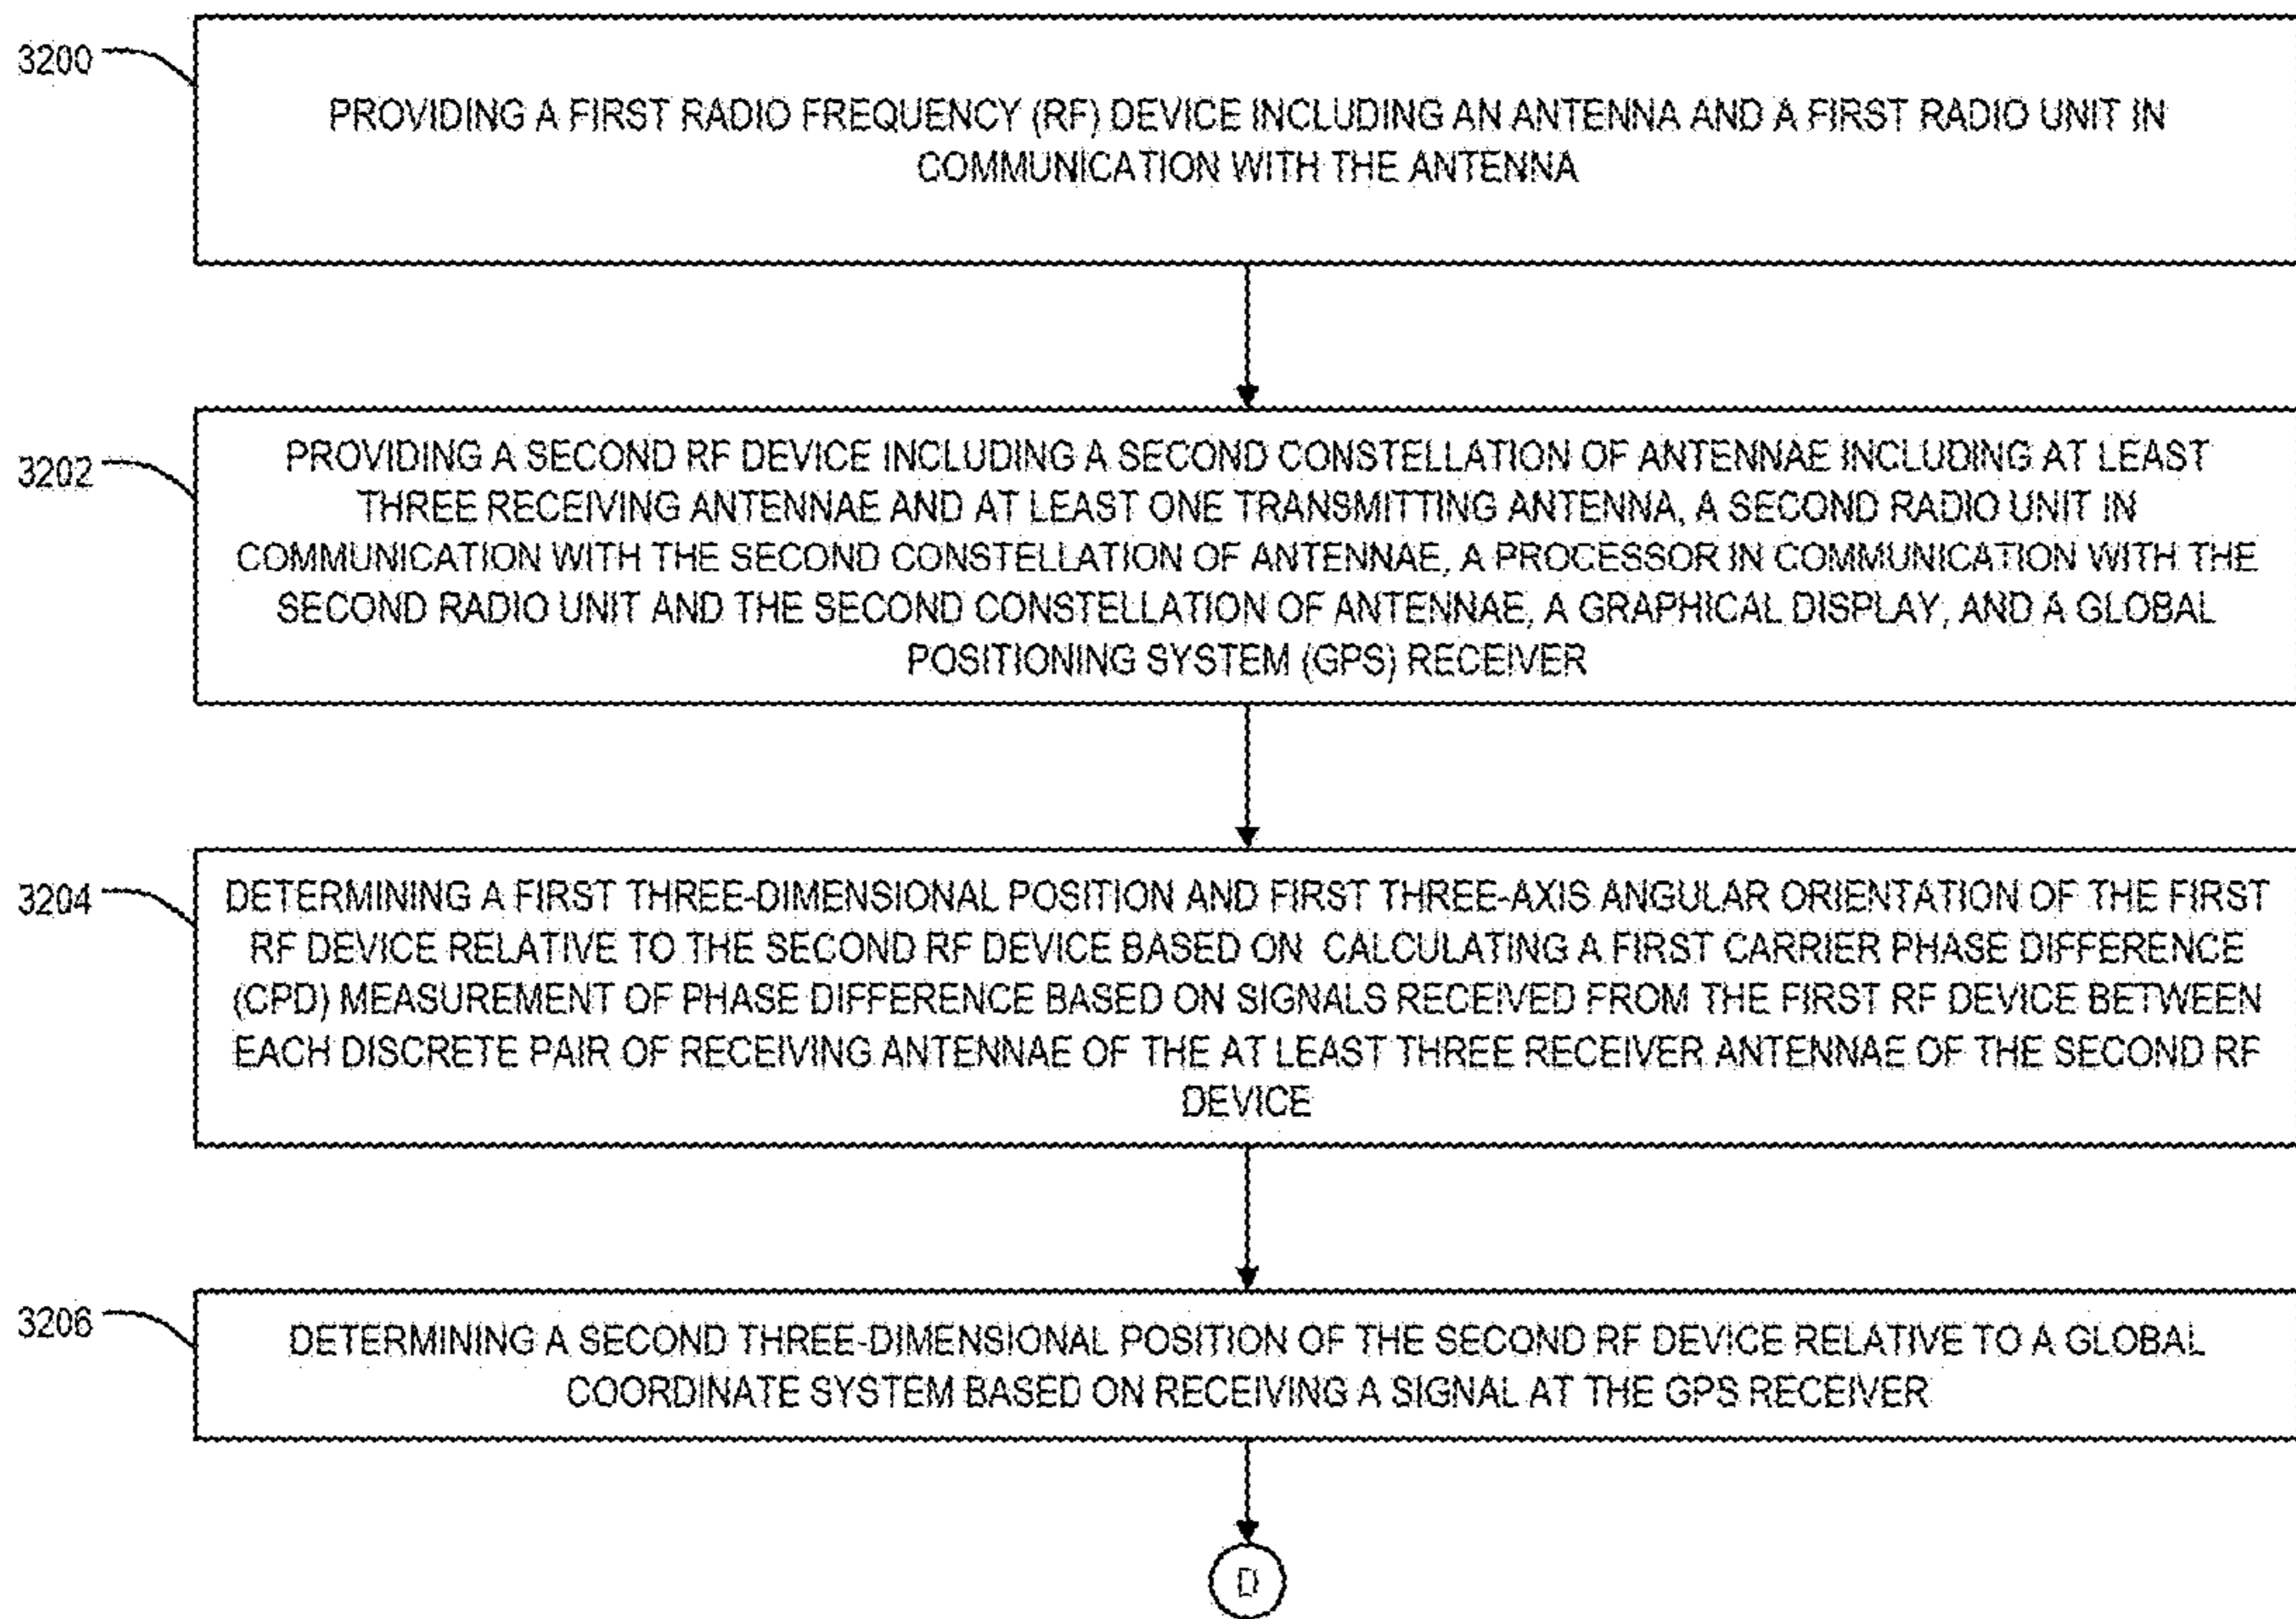 3200
PROVIDING A FIRST RADIO FREQUENCY (RF) DEVICE INCLUDING AN ANTENNA AND A FIRST RADIO UNIT IN
COMMUNICATION WITH THE ANTENNA
3202
PROVIDING A SECOND RF DEVICE INCLUDING A SECOND CONSTELLATION OF ANTENNAE INCLUDING AT LEAST
THREE RECEIVING ANTENNAE AND AT LEAST ONE TRANSMITTING ANTENNA, A SECOND RADIO UNIT IN
COMMUNICATION WITH THE SECOND CONSTELLATION OF ANTENNAE, A PROCESSOR IN COMMUNICATION WITH THE
SECOND RADIO UNIT AND THE SECOND CONSTELLATION OF ANTENNAE, A GRAPHICAL DISPLAY, AND A GLOBAL
POSITIONING SYSTEM (GPS) RECEIVER
3204
DETERMINING A FIRST THREE-DIMENSIONAL POSITION AND FIRST THREE-AXIS ANGULAR ORIENTATION OF THE FIRST
RF DEVICE RELATIVE TO THE SECOND RF DEVICE BASED ON CALCULATING A FIRST CARRIER PHASE DIFFERENCE
(CPD) MEASUREMENT OF PHASE DIFFERENCE BASED ON SIGNALS RECEIVED FROM THE FIRST RF DEVICE BETWEEN
EACH DISCRETE PAIR OF RECEIVING ANTENNAE OF THE AT LEAST THREE RECEIVER ANTENNAE OF THE SECOND RF
DEVICE
3206
DETERMINING A SECOND THREE-DIMENSIONAL POSITION OF THE SECOND RF DEVICE RELATIVE TO A GLOBAL
COORDINATE SYSTEM BASED ON RECEIVING A SIGNAL AT THE GPS RECEIVER
D